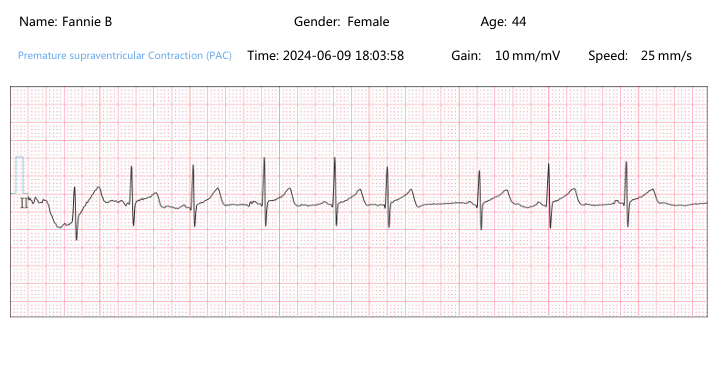 Name: Fannie B Gender: Female Age: 44
Premature supraventricular Contraction (PAC) Time: 2024-06-09 18:03:58 Gain: 10 mm/mV Speed: 25 mm/s
II